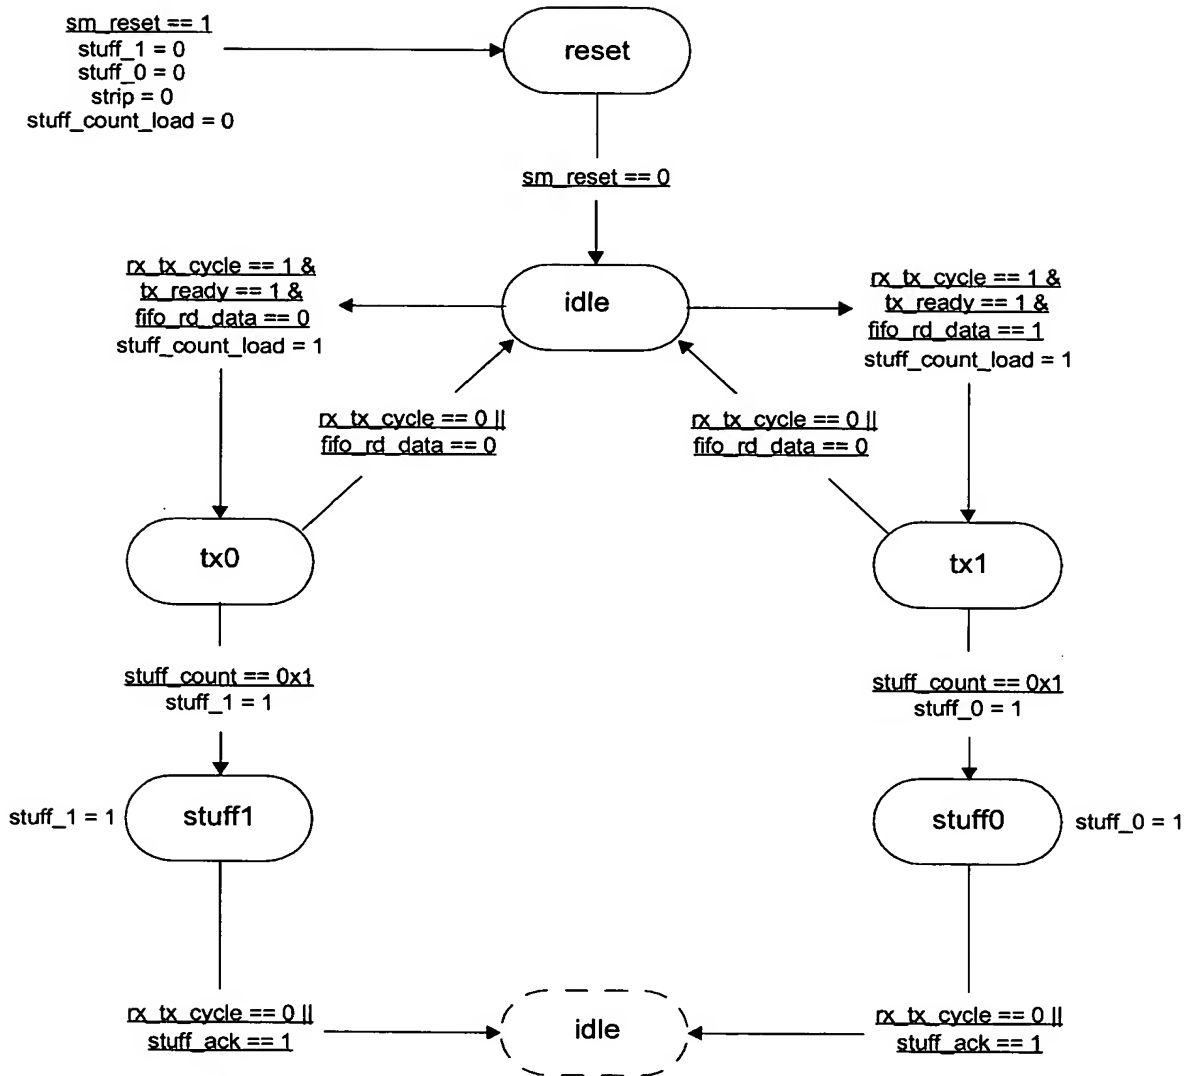 sm_reset == 1
stuff_1 = 0
stuff_0 = 0
strip = 0
stuff_count_load = 0
reset
sm_reset == 0
idle
rx_tx_cycle == 1 &
tx_ready == 1 &
fifo_rd_data == 0
stuff_count_load = 1
rx_tx_cycle == 1 &
tx_ready == 1 &
fifo_rd_data == 1
stuff_count_load = 1
rx_tx_cycle == 0 ||
fifo_rd_data == 0
rx_tx_cycle == 0 ||
fifo_rd_data == 0
tx0
tx1
stuff_count == 0x1
stuff_1 = 1
stuff_count == 0x1
stuff_0 = 1
stuff_1 = 1
stuff1
stuff0
stuff_0 = 1
rx_tx_cycle == 0 ||
stuff_ack == 1
idle
rx_tx_cycle == 0 ||
stuff_ack == 1